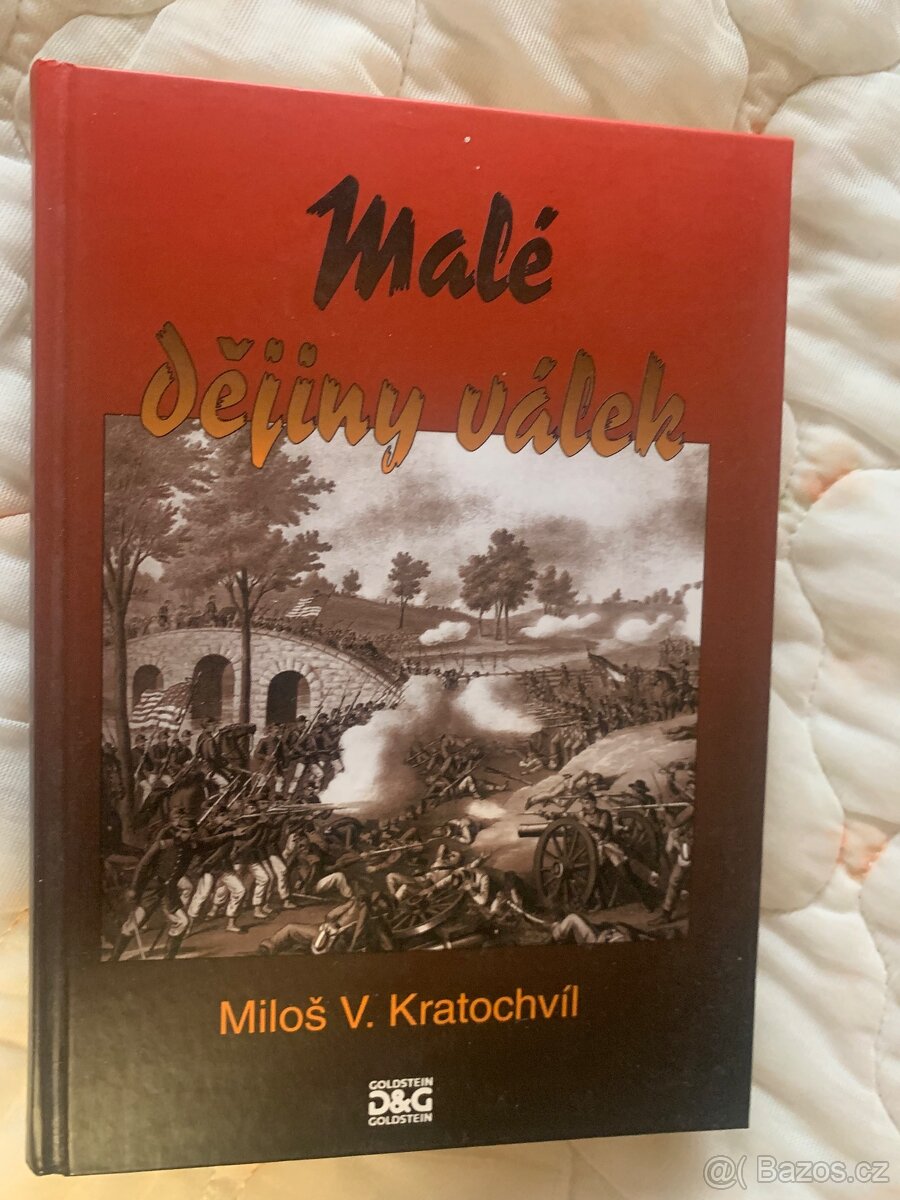 Malé
dějiny válek
Miloš V. Kratochvíl
GOLDSTEIN
D&G
GOLDSTEIN
@( Bazos.cz